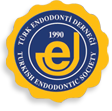 TÜRK ENDODONTİ DERNEĞİ
1990
TURKISH ENDODONTIC SOCIETY